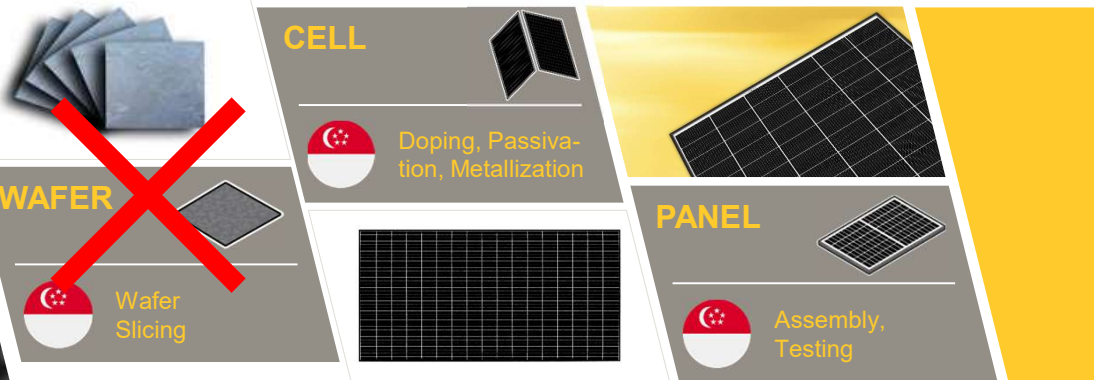 WAFER
Wafer
Slicing
CELL
Doping, Passiva-
tion, Metallization
PANEL
Assembly,
Testing